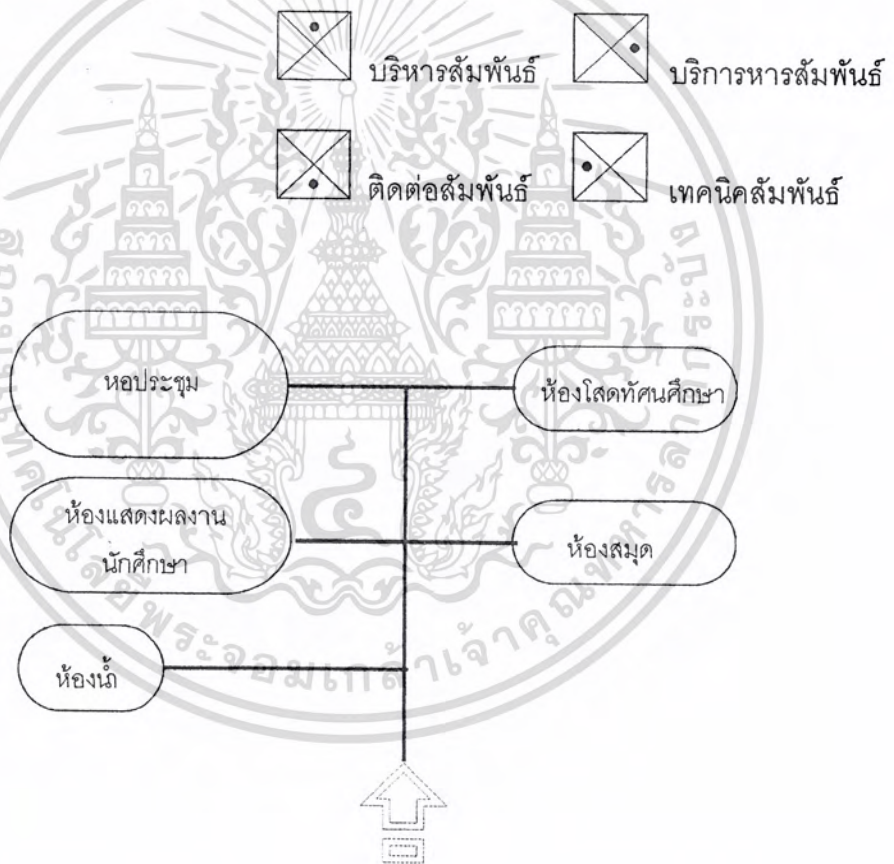 บริหารสัมพันธ์
บริการหารสัมพันธ์
ติดต่อสัมพันธ์
เทคนิคสัมพันธ์
หอประชุม
ห้องโสตทัศนศึกษา
ห้องแสดงผลงาน
นักศึกษา
ห้องสมุด
ห้องน้ำ